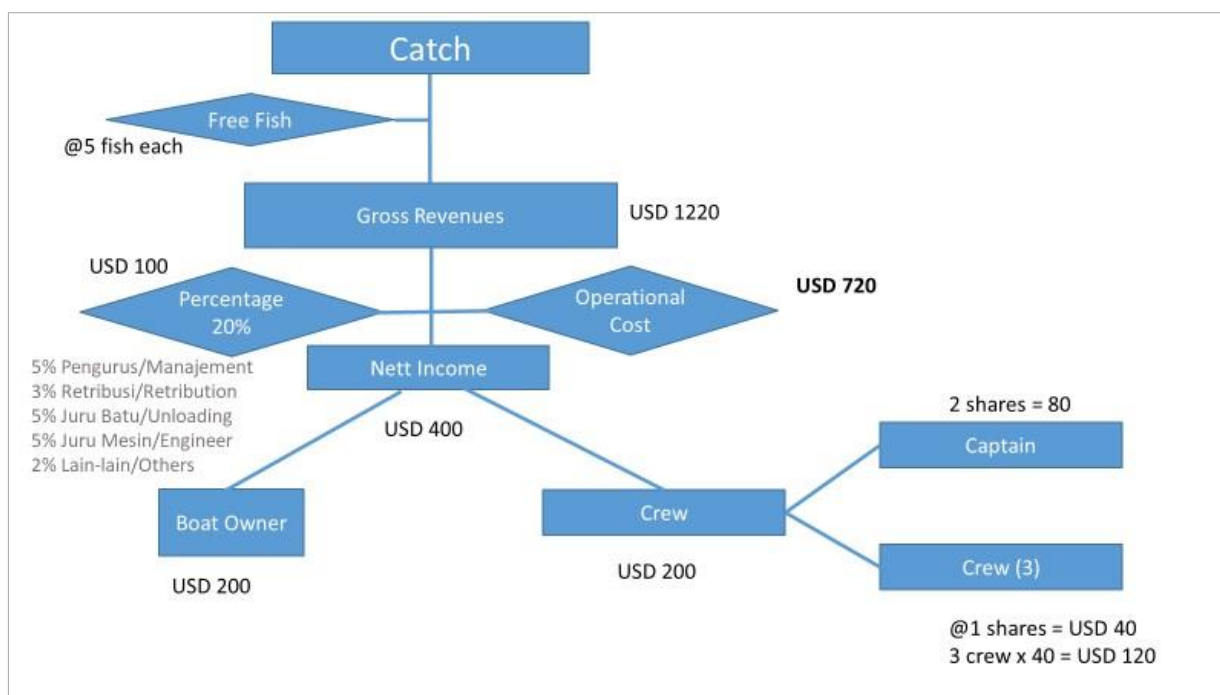 Catch
Free Fish
@5 fish each
Gross Revenues
USD 1220
USD 100
Percentage
20%
Operational
Cost
USD 720
5% Pengurus/Manajement
3% Retribusi/Retribution
5% Juru Batu/Unloading
5% Juru Mesin/Engineer
2% Lain-lain/Others
Nett Income
USD 400
2 shares = 80
Captain
Boat Owner
USD 200
Crew
USD 200
Crew (3)
@1 shares = USD 40
3 crew x 40 = USD 120